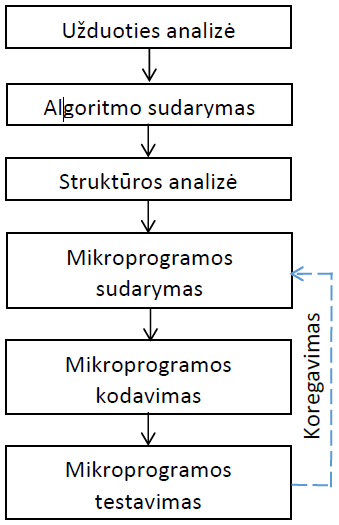 Užduoties analizė
Algoritmo sudarymas
Struktūros analizė
Mikroprogramos
sudarymas
Mikroprogramos
kodavimas
Mikroprogramos
testavimas
Koregavimas